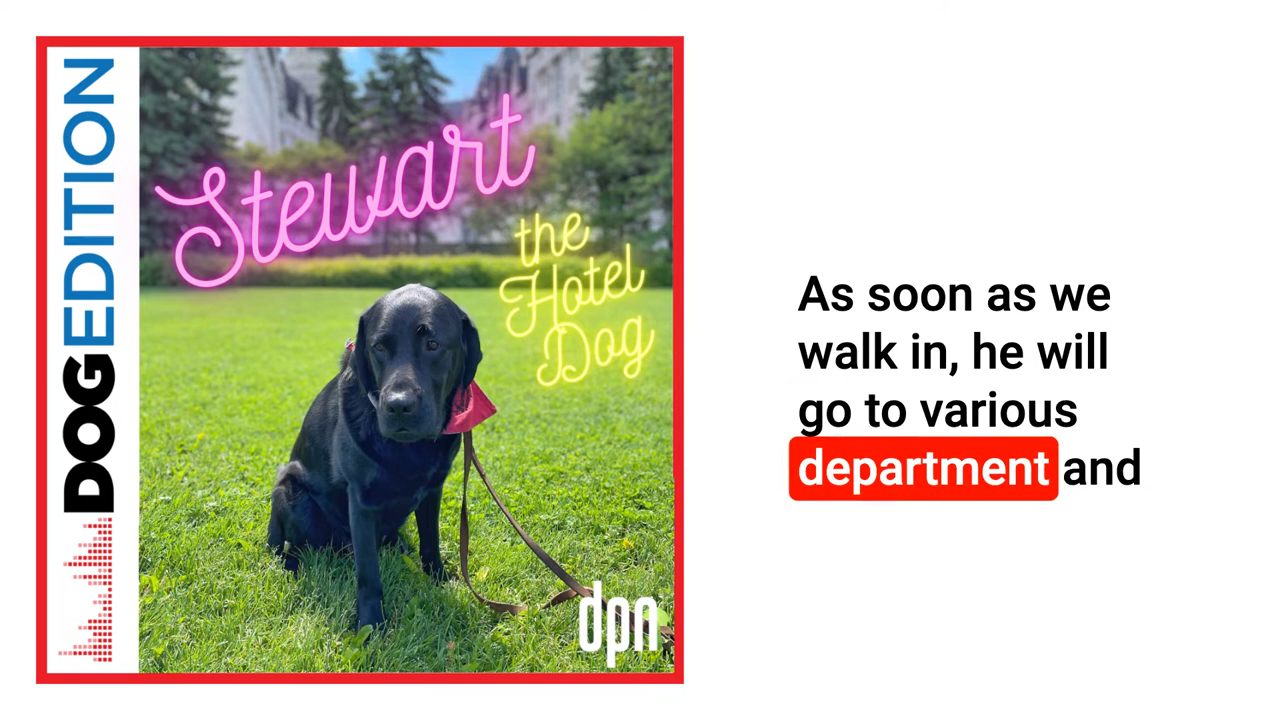 DOGEDITION
Stewart
the
Hotel
Dog
dpn
As soon as we
walk in, he will
go to various
department and